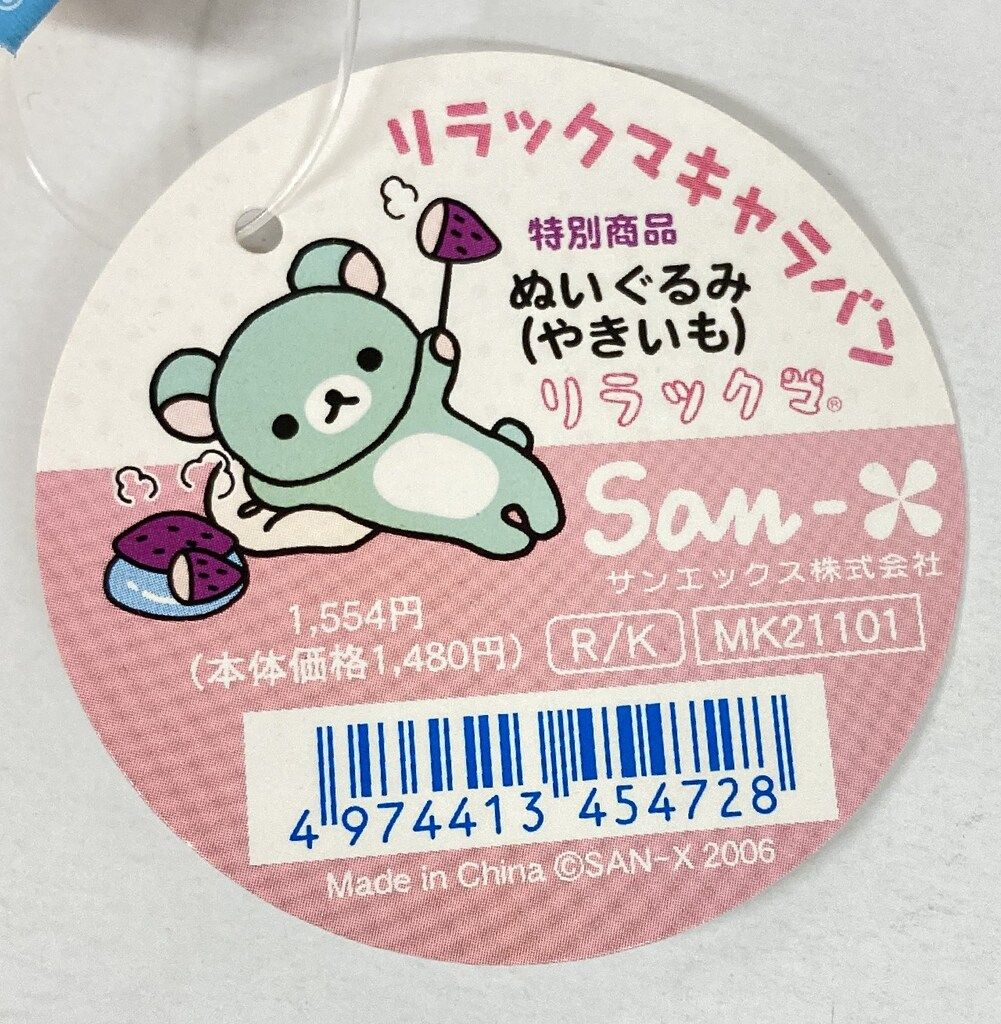 リラックマキャラバン
特別商品
ぬいぐるみ
(やきいも)
リラックマ®
San-X
サンエックス株式会社
1,554円
(本体価格1,480円)
R/K
MK21101
4 974413 454728
Made in China ©SAN-X 2006